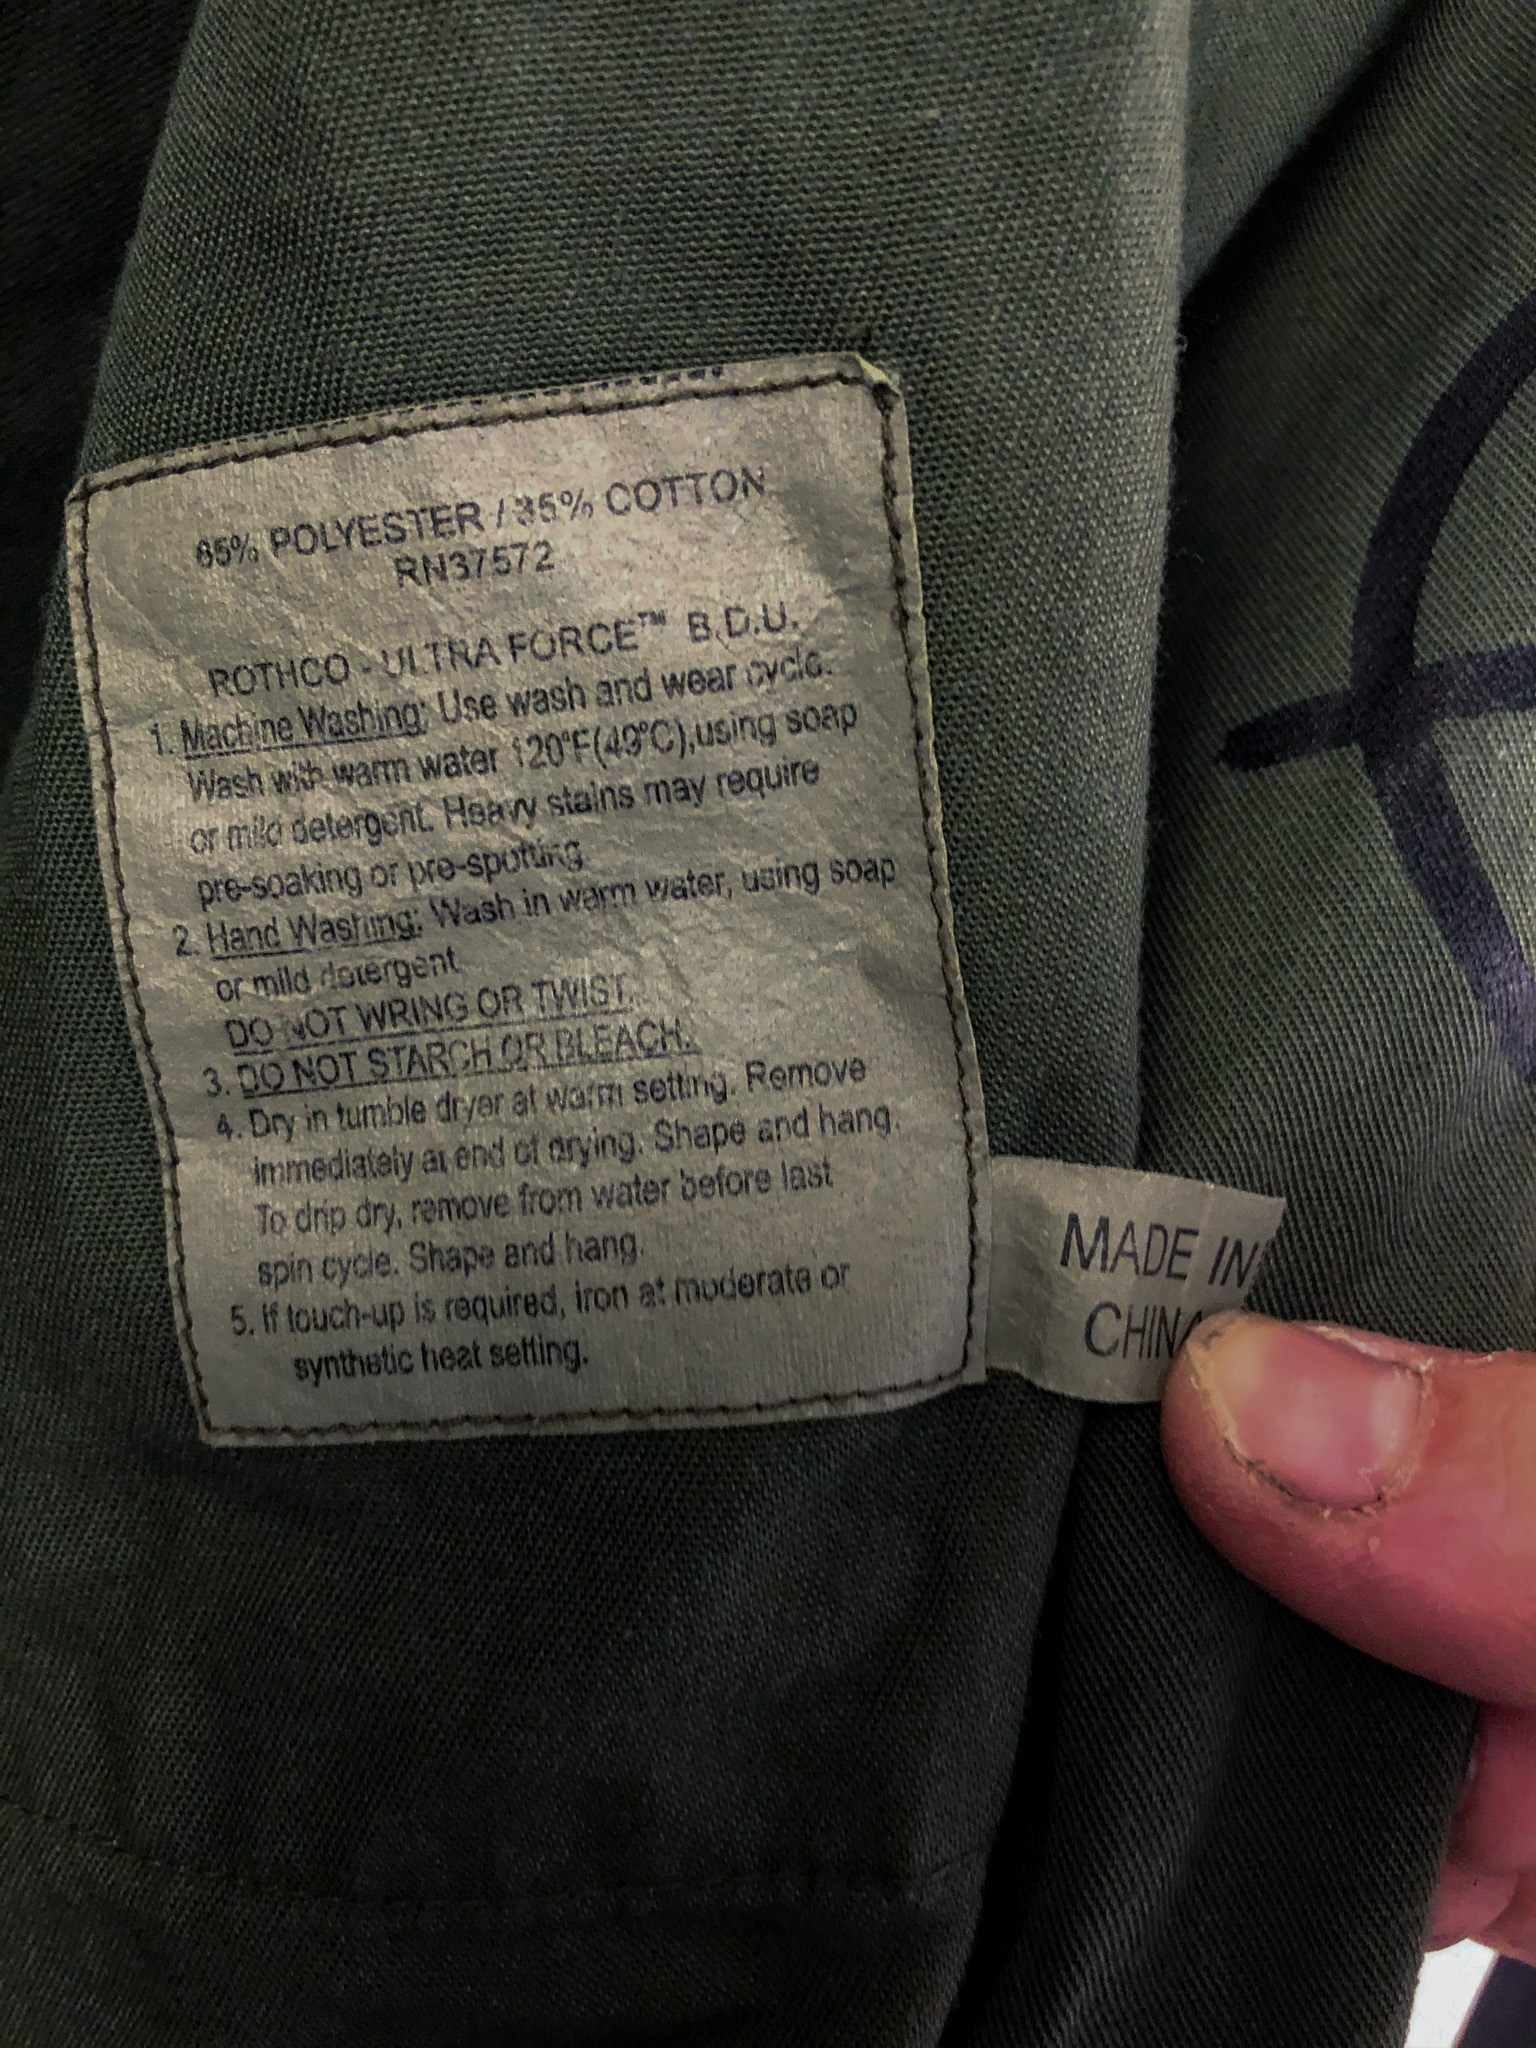 65% POLYESTER / 35% COTTON
RN37572
ROTHCO - ULTRA FORCE™ B.D.U.
1. Machine Washing: Use wash and wear cycle.
Wash with warm water 120°F(49°C),using soap
or mild detergent. Heavy stains may require
pre-soaking or pre-spotting
2. Hand Washing: Wash in warm water, using soap
or mild detergent
DO NOT WRING OR TWIST.
3. DO NOT STARCH OR BLEACH.
4. Dry in tumble dryer at warm setting. Remove
immediately at end of drying. Shape and hang.
To drip dry, remove from water before last
spin cycle. Shape and hang.
5. If touch-up is required, iron at moderate or
synthetic heat setting.
MADE IN
CHINA